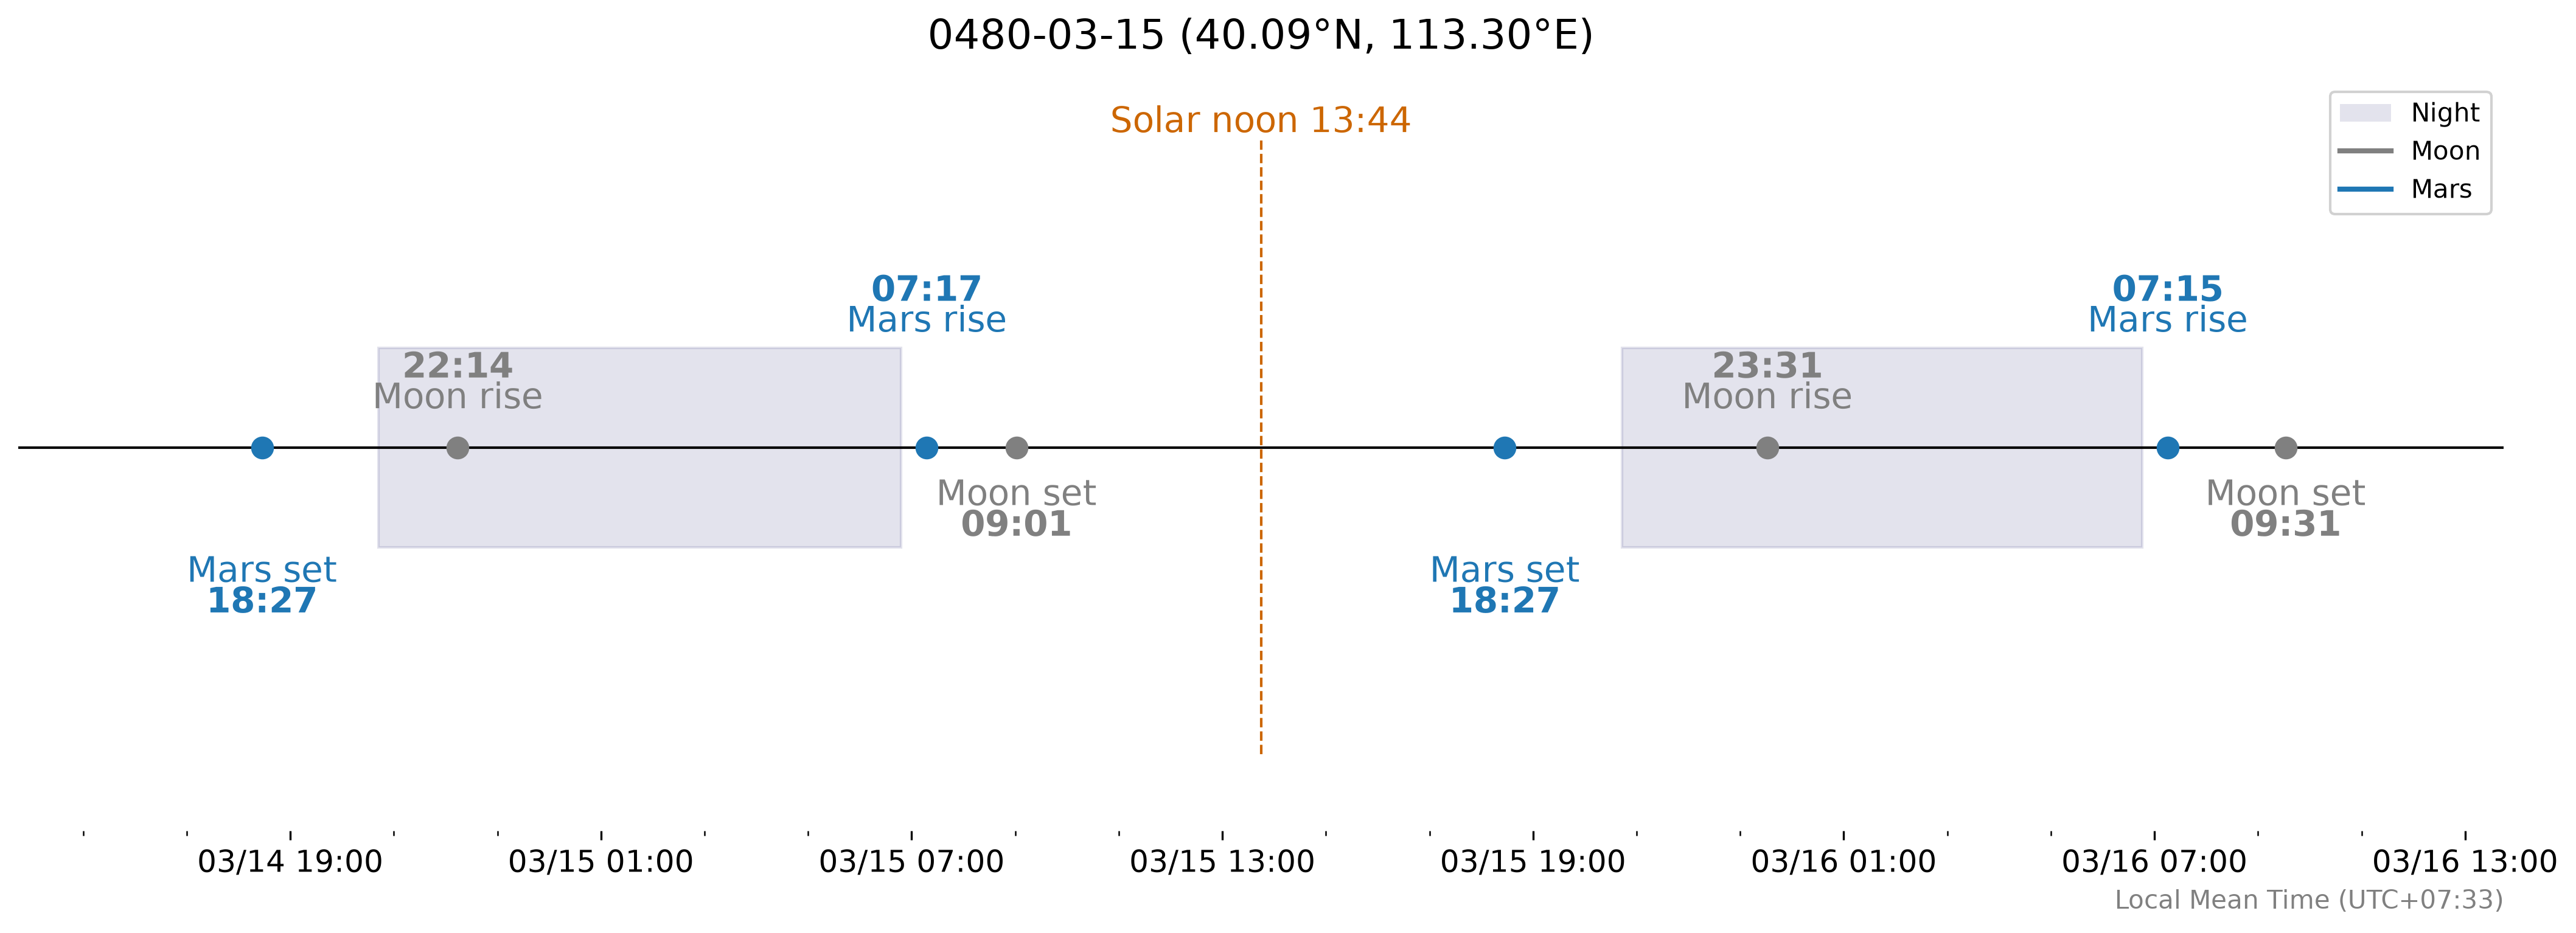 0480-03-15 (40.09°N, 113.30°E)
Solar noon 13:44
Night
Moon
Mars
07:17
Mars rise
07:15
Mars rise
22:14
Moon rise
23:31
Moon rise
Moon set
09:01
Moon set
09:31
Mars set
18:27
Mars set
18:27
03/14 19:00
03/15 01:00
03/15 07:00
03/15 13:00
03/15 19:00
03/16 01:00
03/16 07:00
03/16 13:00
Local Mean Time (UTC+07:33)